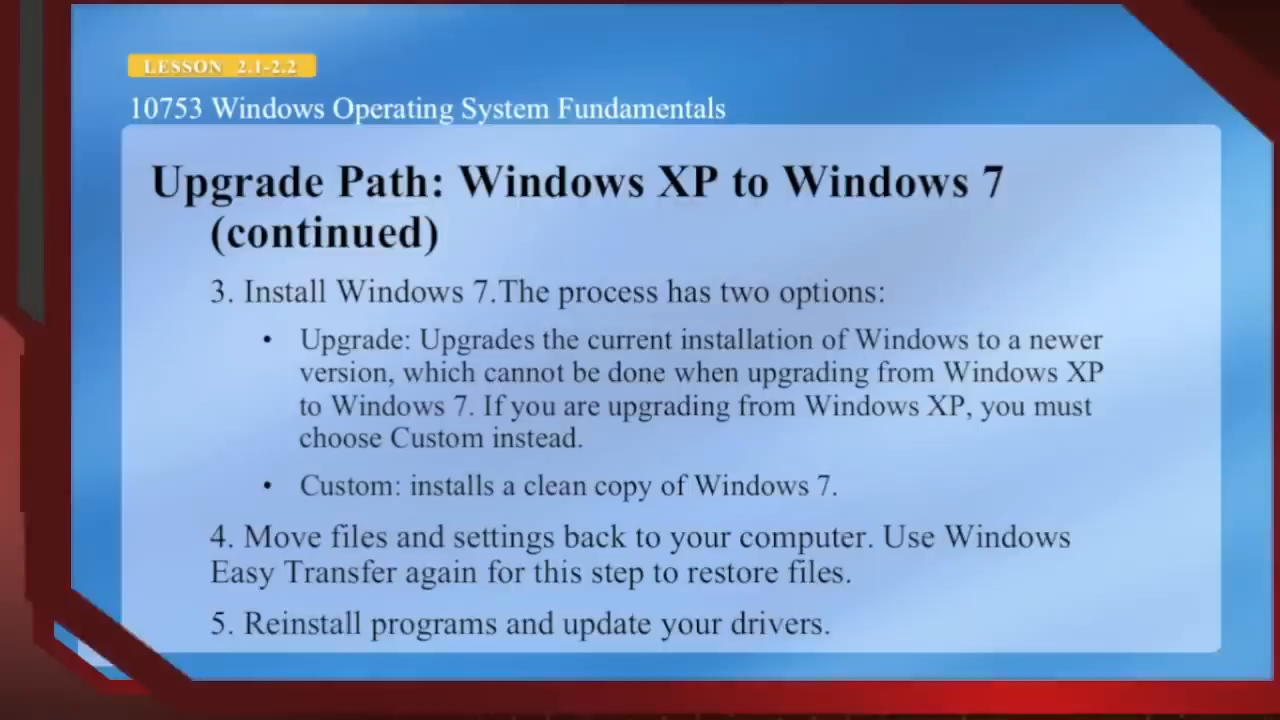 LESSON 2.1-2.2
10753 Windows Operating System Fundamentals
Upgrade Path: Windows XP to Windows 7
(continued)
3. Install Windows 7.The process has two options:
• Upgrade: Upgrades the current installation of Windows to a newer
version, which cannot be done when upgrading from Windows XP
to Windows 7. If you are upgrading from Windows XP, you must
choose Custom instead.
• Custom: installs a clean copy of Windows 7.
4. Move files and settings back to your computer. Use Windows
Easy Transfer again for this step to restore files.
5. Reinstall programs and update your drivers.